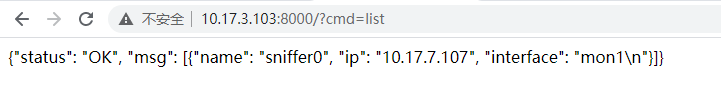 不安全 | 10.17.3.103:8000/?cmd=list
{"status": "OK", "msg": [{"name": "sniffer0", "ip": "10.17.7.107", "interface": "mon1\n"}]}